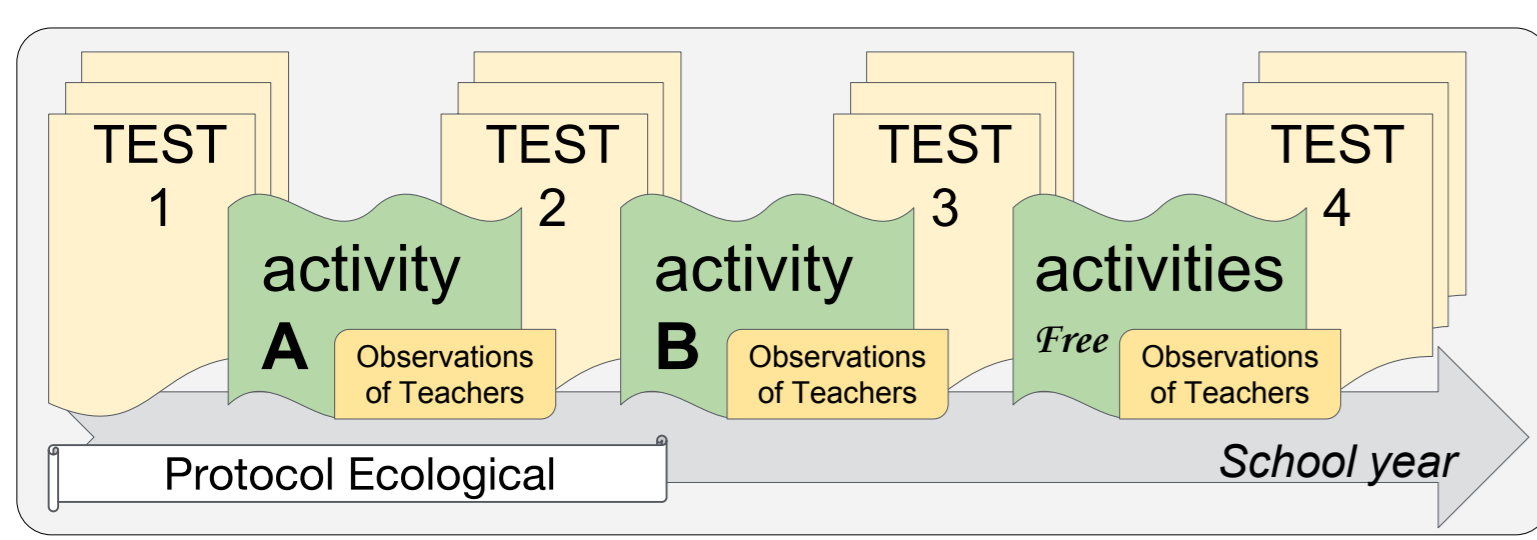 TEST
1
activity
A
Observations
of Teachers
TEST
2
activity
B
Observations
of Teachers
TEST
3
activities
Free
Observations
of Teachers
TEST
4
Protocol Ecological
School year